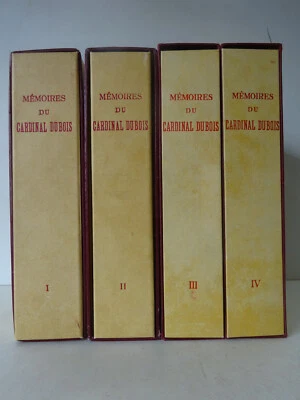 MÉMOIRES
DU
CARDINAL DUBOIS
I
MÉMOIRES
DU
CARDINAL DUBOIS
II
MÉMOIRES
DU
CARDINAL DUBOIS
III
MÉMOIRES
DU
CARDINAL DUBOIS
IV